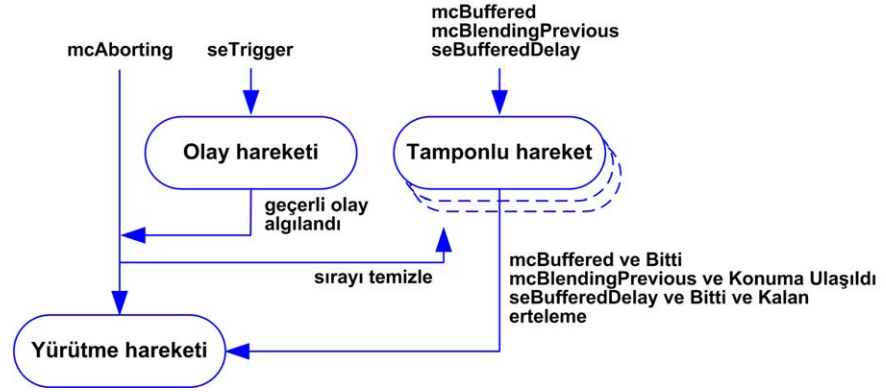 mcBuffered
mcBlendingPrevious
seBufferedDelay
mcAborting
seTrigger
Olay hareketi
Tamponlu hareket
geçerli olay
algılandı
sırayı temizle
mcBuffered ve Bitti
mcBlendingPrevious ve Konuma Ulaşıldı
seBufferedDelay ve Bitti ve Kalan
erteleme
Yürütme hareketi